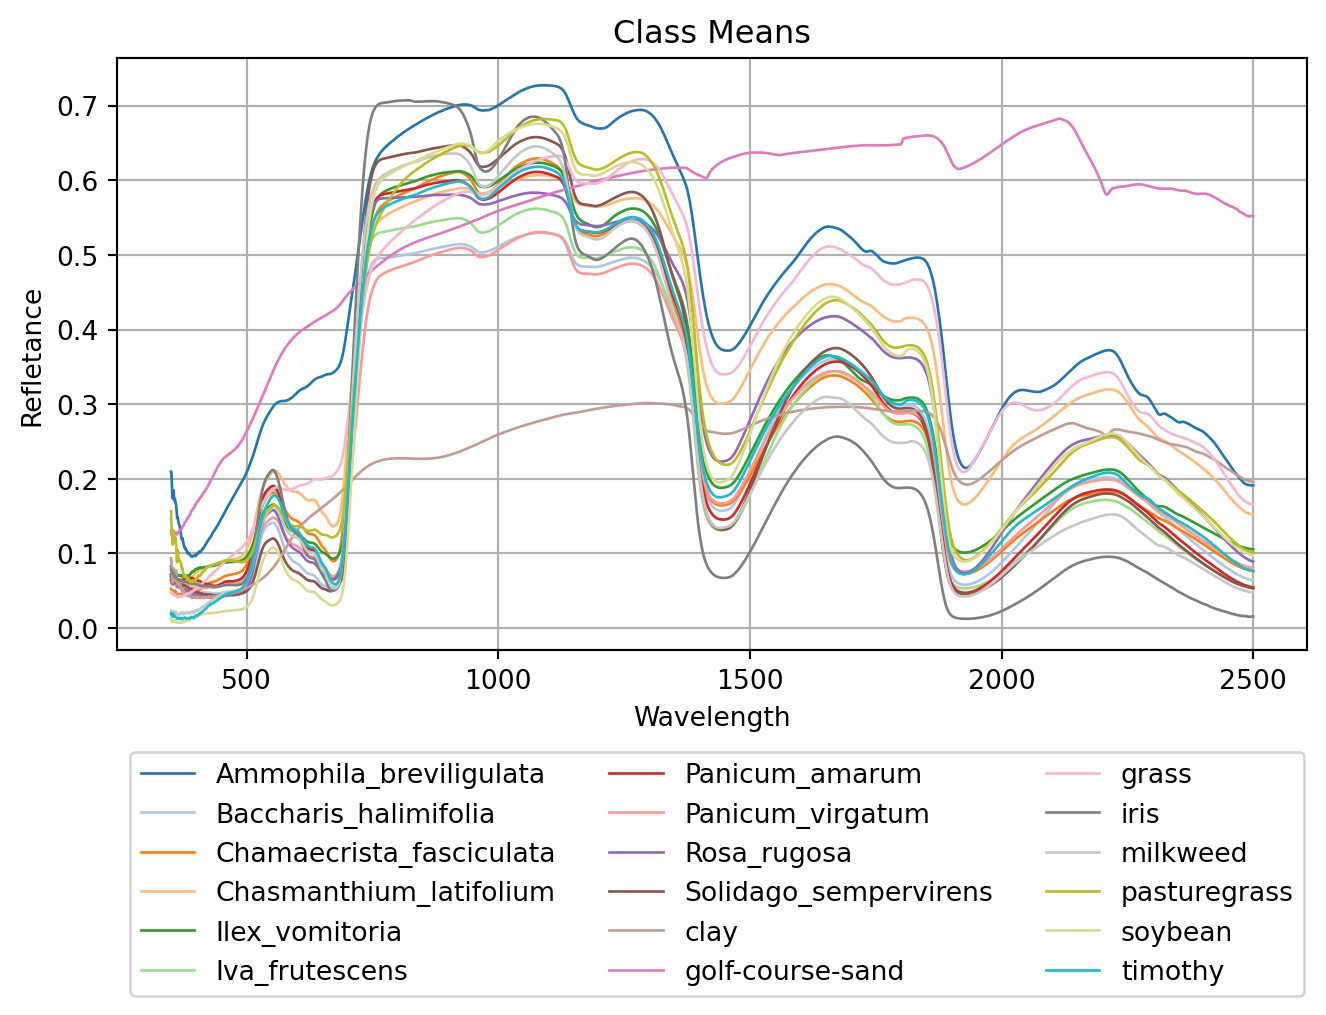 Class Means
Refletance
0.7
0.6
0.5
0.4
0.3
0.2
0.1
0.0
500 1000 1500 2000 2500
Wavelength
Ammophila_breviligulata Panicum_amarum grass
Baccharis_halimifolia Panicum_virgatum iris
Chamaecrista_fasciculata Rosa_rugosa milkweed
Chasmanthium_latifolium Solidago_sempervirens pasturegrass
Ilex_vomitoria clay soybean
Iva_frutescens golf-course-sand timothy